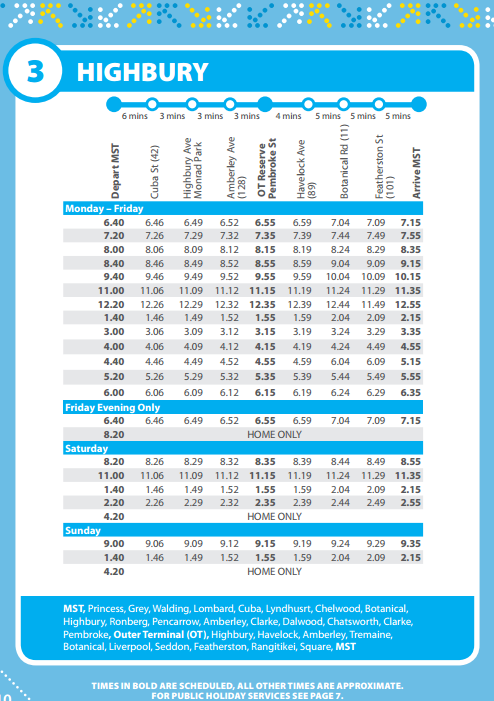 3 HIGHBURY
6 mins 3 mins 3 mins 3 mins 4 mins 5 mins 5 mins 5 mins
Depart MST
Cuba St (42)
Highbury Ave
Monrad Park
Amberley Ave
(128)
OT Reserve
Pembroke St
Havelock Ave
(89)
Botanical Rd (11)
Featherston St
(101)
Arrive MST
Monday – Friday
6.40 6.46 6.49 6.52 6.55 6.59 7.04 7.09 7.15
7.20 7.26 7.29 7.32 7.35 7.39 7.44 7.49 7.55
8.00 8.06 8.09 8.12 8.15 8.19 8.24 8.29 8.35
8.40 8.46 8.49 8.52 8.55 8.59 9.04 9.09 9.15
9.40 9.46 9.49 9.52 9.55 9.59 10.04 10.09 10.15
11.00 11.06 11.09 11.12 11.15 11.19 11.24 11.29 11.35
12.20 12.26 12.29 12.32 12.35 12.39 12.44 11.49 12.55
1.40 1.46 1.49 1.52 1.55 1.59 2.04 2.09 2.15
3.00 3.06 3.09 3.12 3.15 3.19 3.24 3.29 3.35
4.00 4.06 4.09 4.12 4.15 4.19 4.24 4.49 4.55
4.40 4.46 4.49 4.52 4.55 4.59 6.04 6.09 5.15
5.20 5.26 5.29 5.32 5.35 5.39 5.44 5.49 5.55
6.00 6.06 6.09 6.12 6.15 6.19 6.24 6.29 6.35
Friday Evening Only
6.40 6.46 6.49 6.52 6.55 6.59 7.04 7.09 7.15
8.20 HOME ONLY
Saturday
8.20 8.26 8.29 8.32 8.35 8.39 8.44 8.49 8.55
11.00 11.06 11.09 11.12 11.15 11.19 11.24 11.29 11.35
1.40 1.46 1.49 1.52 1.55 1.59 2.04 2.09 2.15
2.20 2.26 2.29 2.32 2.35 2.39 2.44 2.49 2.55
4.20 HOME ONLY
Sunday
9.00 9.06 9.09 9.12 9.15 9.19 9.24 9.29 9.35
1.40 1.46 1.49 1.52 1.55 1.59 2.04 2.09 2.15
4.20 HOME ONLY
MST, Princess, Grey, Walding, Lombard, Cuba, Lyndhusrt, Chelwood, Botanical,
Highbury, Ronberg, Pencarrow, Amberley, Clarke, Dalwood, Chatsworth, Clarke,
Pembroke, Outer Terminal (OT), Highbury, Havelock, Amberley, Tremaine,
Botanical, Liverpool, Seddon, Featherston, Rangitikei, Square, MST
TIMES IN BOLD ARE SCHEDULED, ALL OTHER TIMES ARE APPROXIMATE.
FOR PUBLIC HOLIDAY SERVICES SEE PAGE 7.